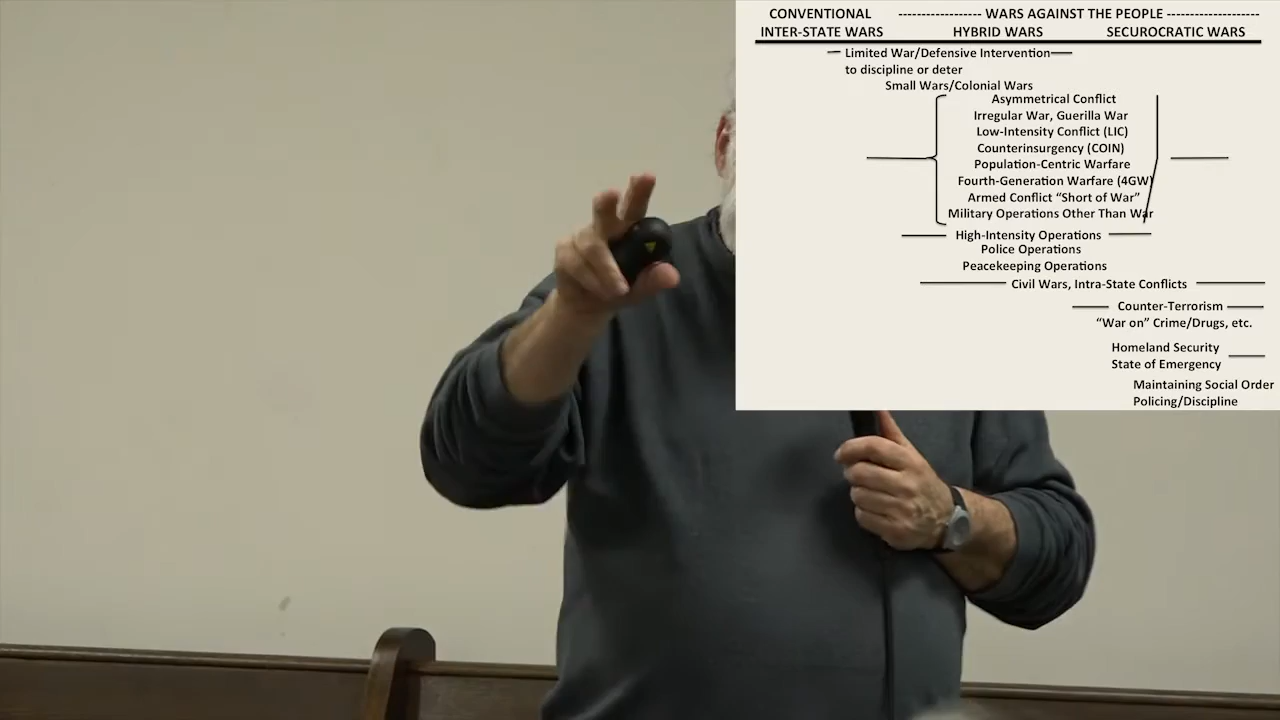 CONVENTIONAL ----------------- WARS AGAINST THE PEOPLE -------------------
INTER-STATE WARS HYBRID WARS SECUROCRATIC WARS
Limited War/Defensive Intervention
to discipline or deter
Small Wars/Colonial Wars
Asymmetrical Conflict
Irregular War, Guerilla War
Low-Intensity Conflict (LIC)
Counterinsurgency (COIN)
Population-Centric Warfare
Fourth-Generation Warfare (4GW)
Armed Conflict “Short of War”
Military Operations Other Than War
High-Intensity Operations
Police Operations
Peacekeeping Operations
Civil Wars, Intra-State Conflicts
Counter-Terrorism
“War on” Crime/Drugs, etc.
Homeland Security
State of Emergency
Maintaining Social Order
Policing/Discipline